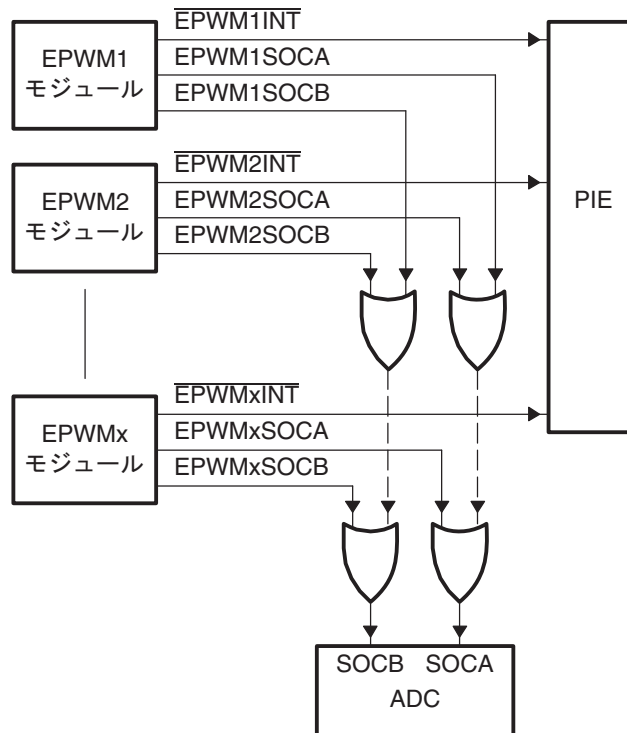 EPWM1
モジュール
EPWM1INT
EPWM1SOCA
EPWM1SOCB
EPWM2
モジュール
EPWM2INT
EPWM2SOCA
EPWM2SOCB
PIE
EPWMx
モジュール
EPWMxINT
EPWMxSOCA
EPWMxSOCB
SOCB SOCA
ADC